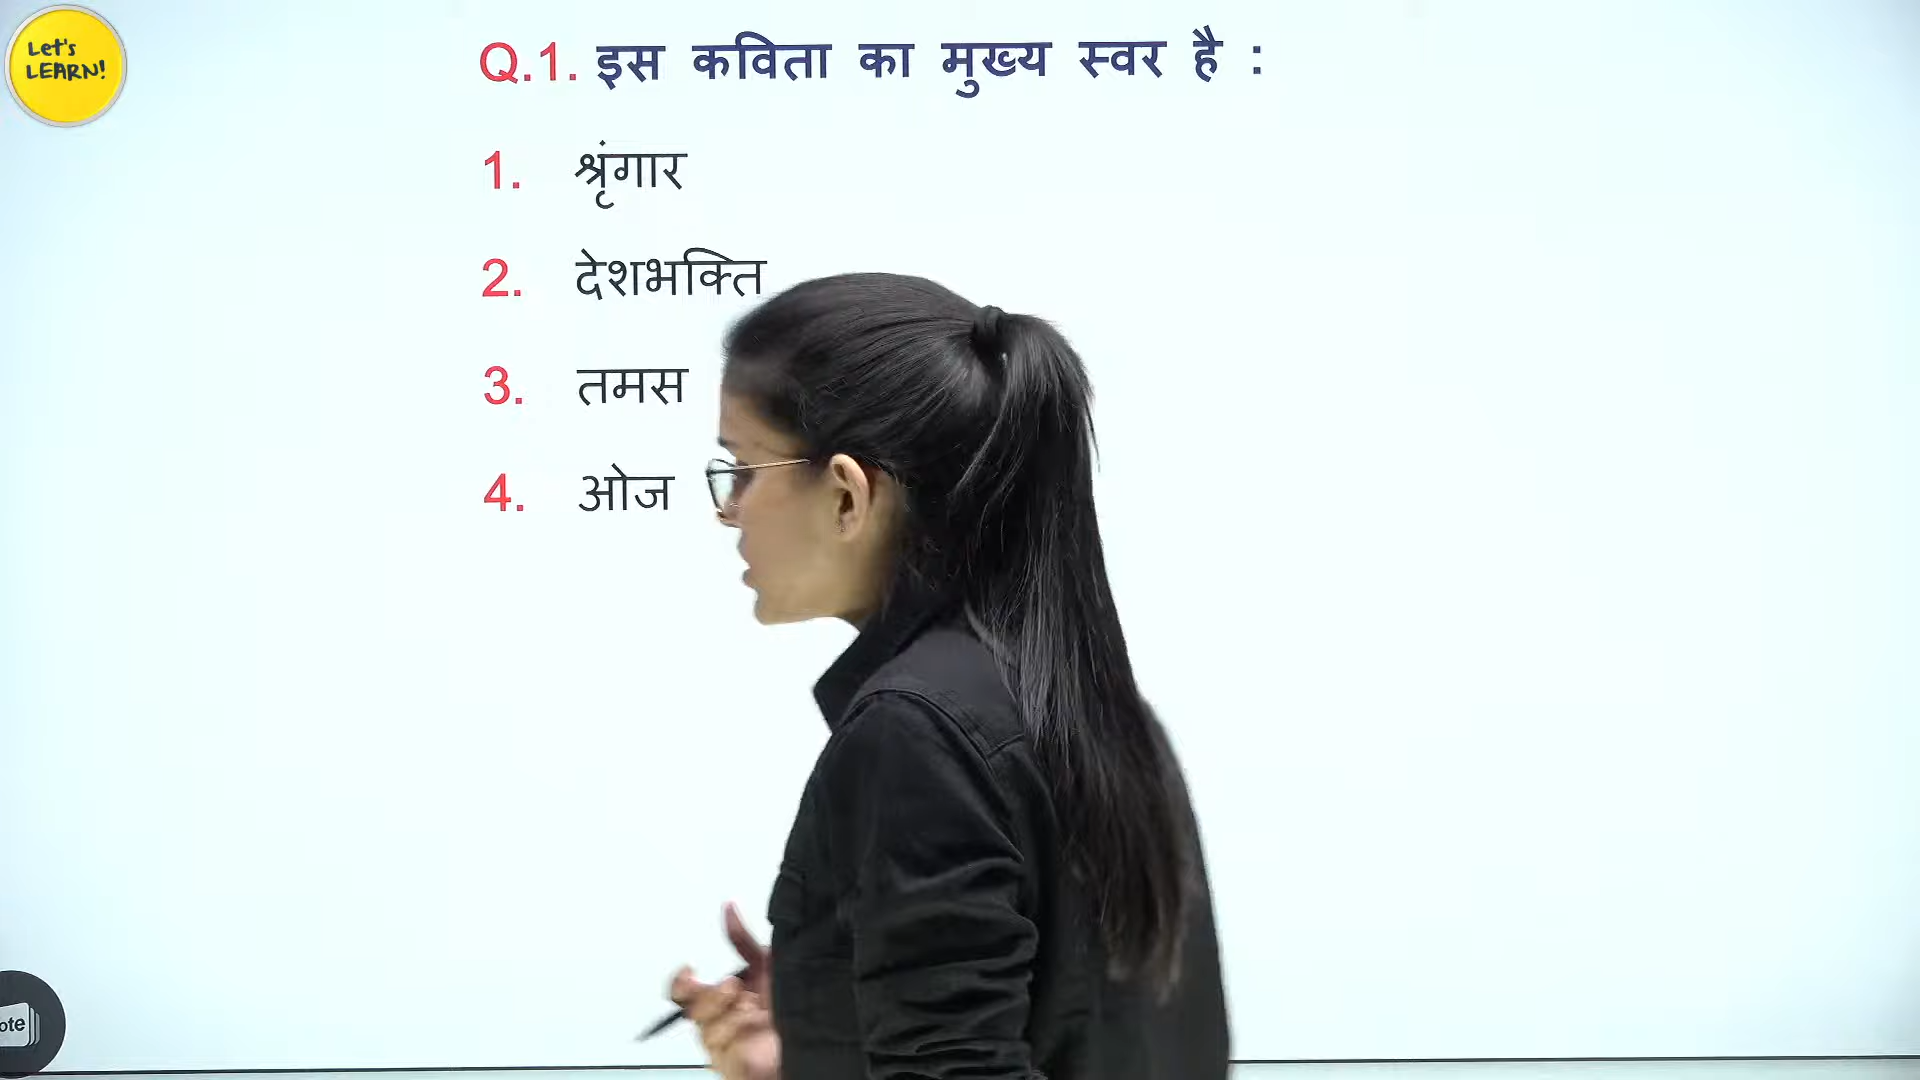 Let's
LEARN!
Q.1. इस कविता का मुख्य स्वर है :
1. श्रृंगार
2. देशभक्ति
3. तमस
4. ओज
ote